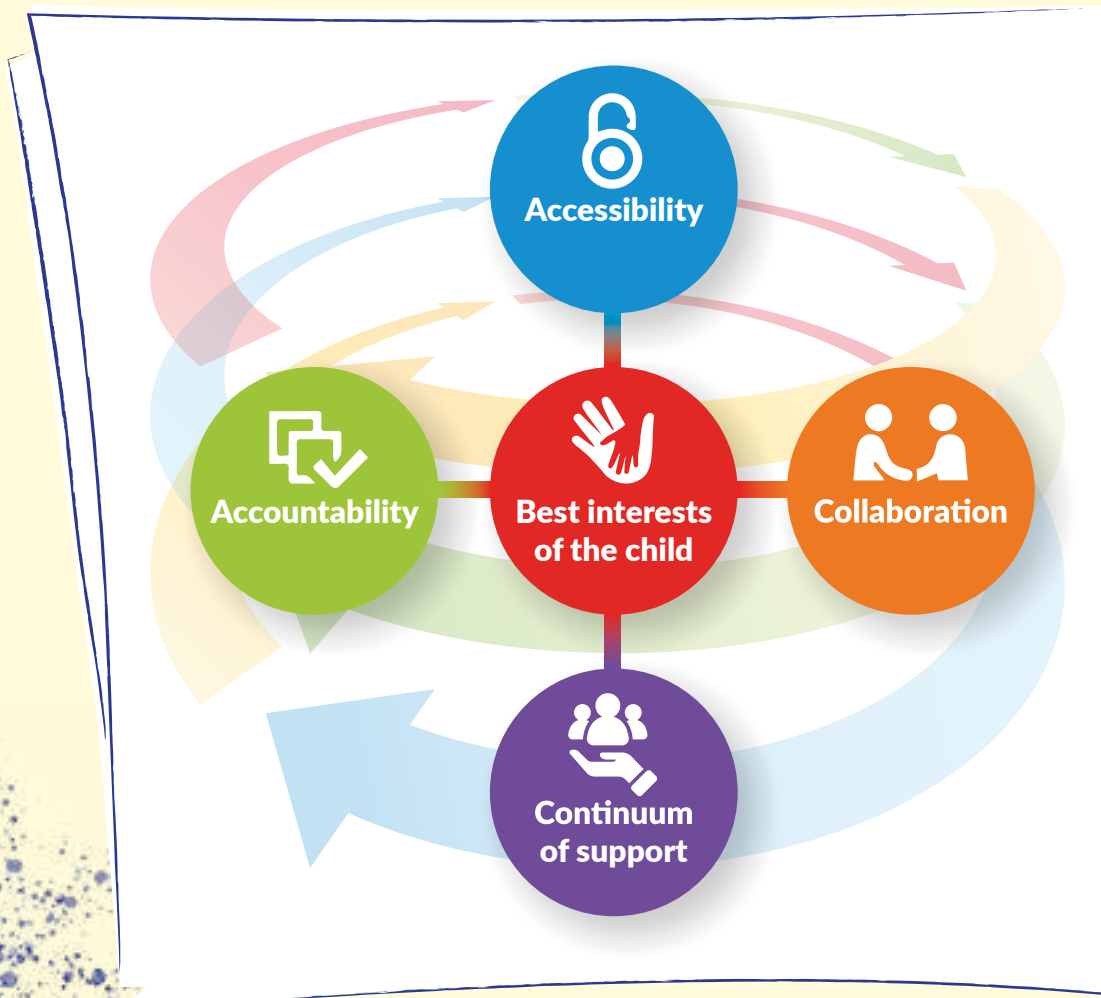 Accessibility
Accountability
Best interests
of the child
Collaboration
Continuum
of support